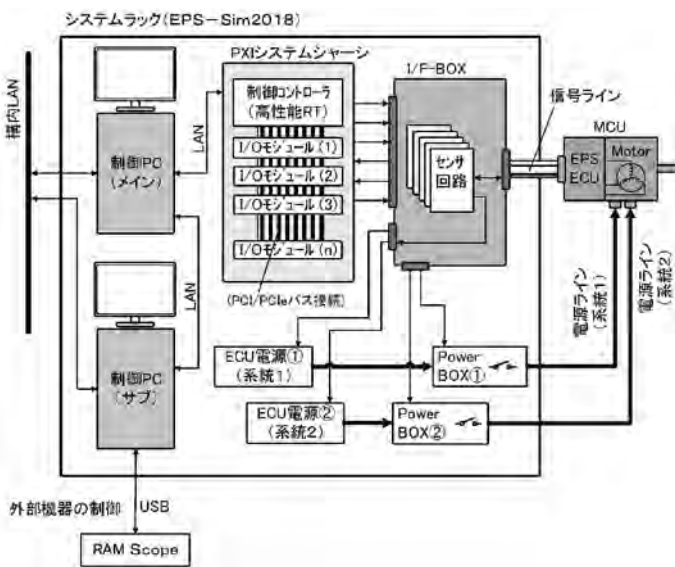 システムラック(EPS-Sim2018)
PXIシステムシャーシ
I/F-BOX
構内LAN
制御PC
(メイン)
LAN
制御コントローラ
(高性能RT)
I/Oモジュール(1)
I/Oモジュール(2)
I/Oモジュール(3)
I/Oモジュール(n)
(PCI/PCIeバス接続)
センサ
回路
信号ライン
MCU
EPS
ECU
Motor
電源ライン
(系統1)
電源ライン
(系統2)
LAN
制御PC
(サブ)
ECU電源①
(系統1)
Power
BOX①
ECU電源②
(系統2)
Power
BOX②
外部機器の制御
USB
RAM Scope